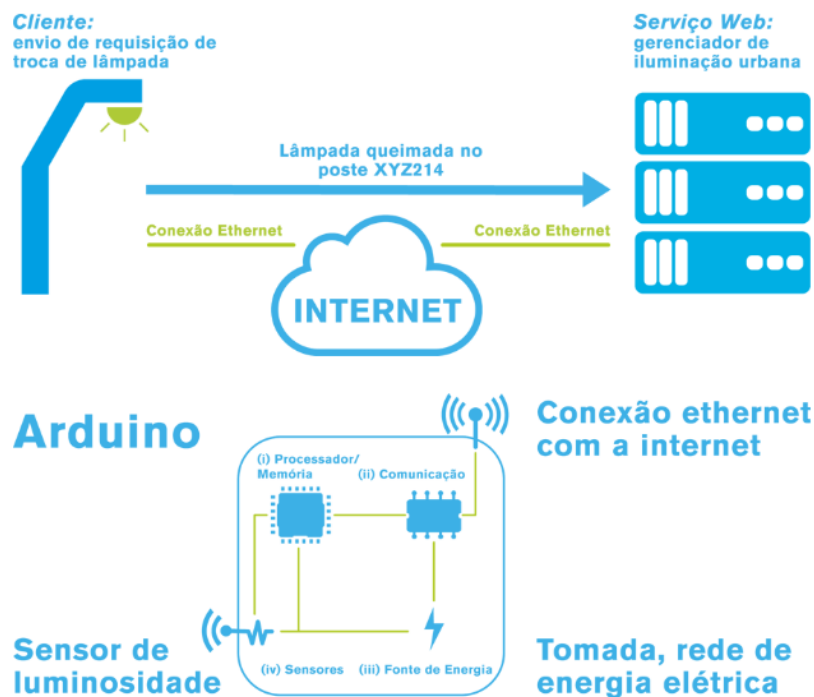 Cliente:
envio de requisição de
troca de lâmpada
Serviço Web:
gerenciador de
iluminação urbana
Lâmpada queimada no
poste XYZ214
Conexão Ethernet
Conexão Ethernet
INTERNET
Arduino
Conexão ethernet
com a internet
(i) Processador/
Memória
(ii) Comunicação
Sensor de
luminosidade
(iv) Sensores
(iii) Fonte de Energia
Tomada, rede de
energia elétrica